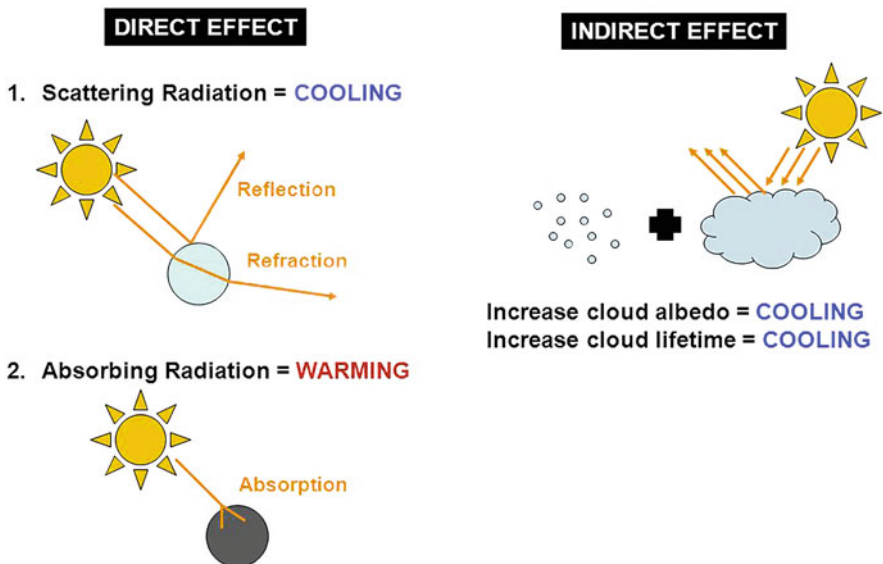 DIRECT EFFECT
1. Scattering Radiation = COOLING
Reflection
Refraction
2. Absorbing Radiation = WARMING
Absorption
INDIRECT EFFECT
Increase cloud albedo = COOLING
Increase cloud lifetime = COOLING